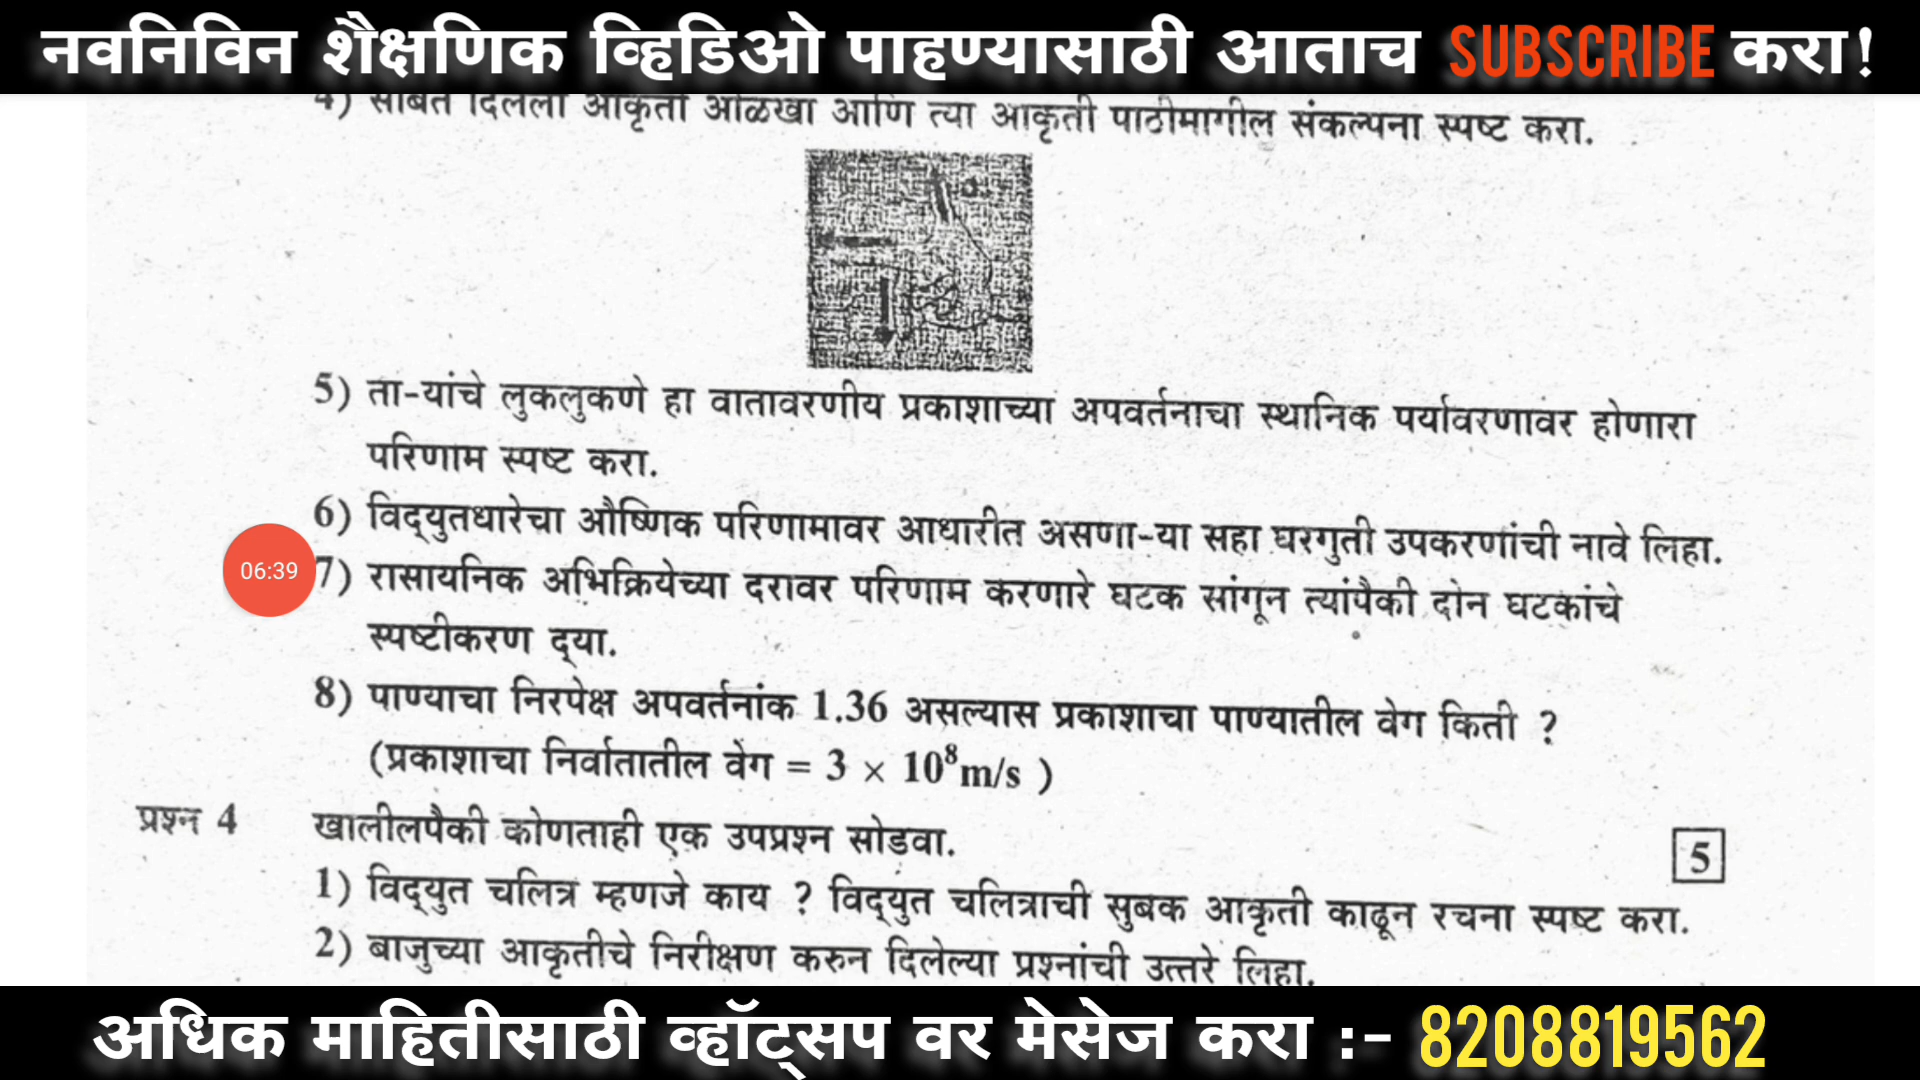 नवनिविन शैक्षणिक व्हिडिओ पाहण्यासाठी आताच SUBSCRIBE करा!
4) सोबत दिलेली आकृती ओळखा आणि त्या आकृती पाठीमागील संकल्पना स्पष्ट करा.
5) ता-यांचे लुकलुकणे हा वातावरणीय प्रकाशाच्या अपवर्तनाचा स्थानिक पर्यावरणावर होणारा
परिणाम स्पष्ट करा.
6) विद्युतधारेचा औष्णिक परिणामावर आधारीत असणा-या सहा घरगुती उपकरणांची नावे लिहा.
06:39
7) रासायनिक अभिक्रियेच्या दरावर परिणाम करणारे घटक सांगून त्यांपैकी दोन घटकांचे
स्पष्टीकरण द्या.
8) पाण्याचा निरपेक्ष अपवर्तनांक 1.36 असल्यास प्रकाशाचा पाण्यातील वेग किती ?
(प्रकाशाचा निर्वातातील वेग = 3 × 10⁸m/s )
प्रश्न 4 खालीलपैकी कोणताही एक उपप्रश्न सोडवा. 5
1) विद्युत चलित्र म्हणजे काय ? विद्युत चलित्राची सुबक आकृती काढून रचना स्पष्ट करा.
2) बाजुच्या आकृतीचे निरीक्षण करुन दिलेल्या प्रश्नांची उत्तरे लिहा.
अधिक माहितीसाठी व्हॉट्सप वर मेसेज करा :- 8208819562